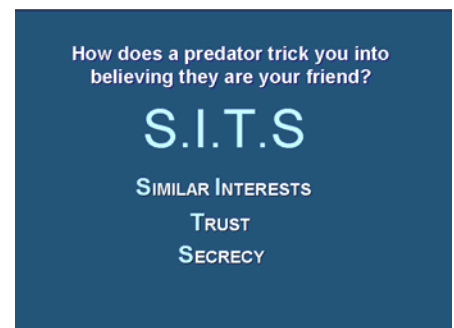 How does a predator trick you into
believing they are your friend?
S.I.T.S
SIMILAR INTERESTS
TRUST
SECRECY